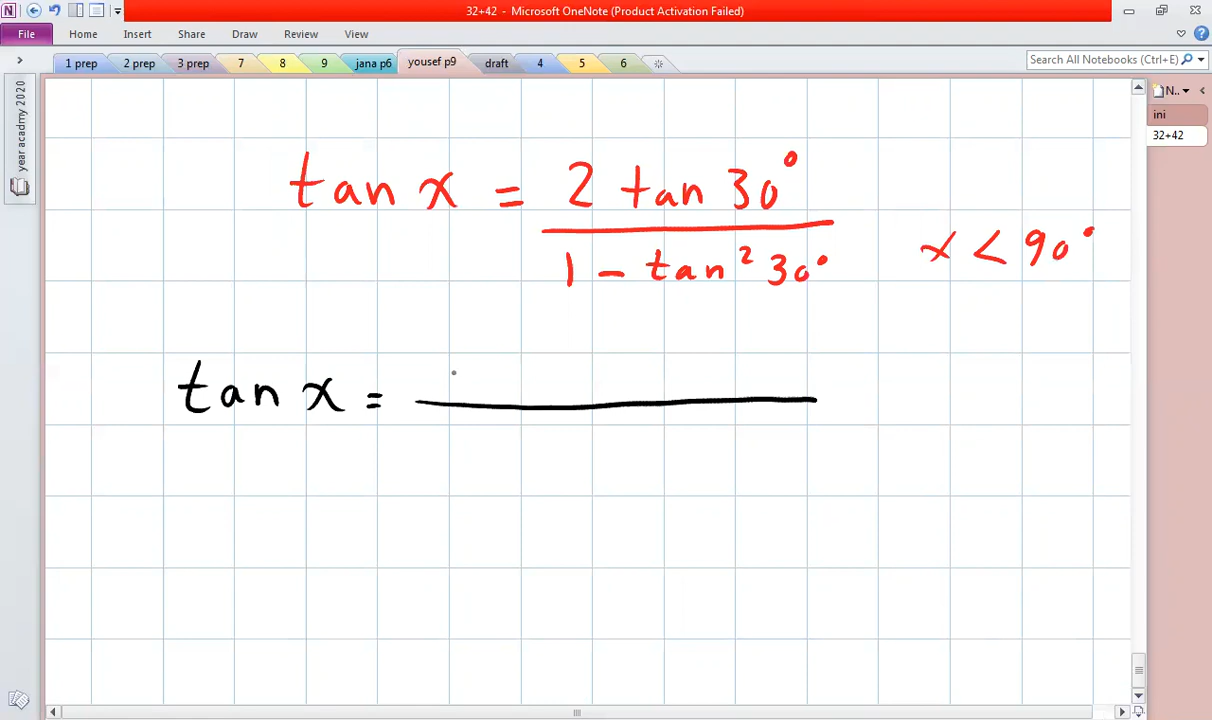 32+42 - Microsoft OneNote (Product Activation Failed)
File Home Insert Share Draw Review View
1 prep 2 prep 3 prep 7 8 9 jana p6 yousef p9 draft 4 5 6 Search All Notebooks (Ctrl+E)
N..
ini
32+42
year acadmy 2020
tan x = 2 tan 30°
1 - tan² 30°
x < 90°
tan x =